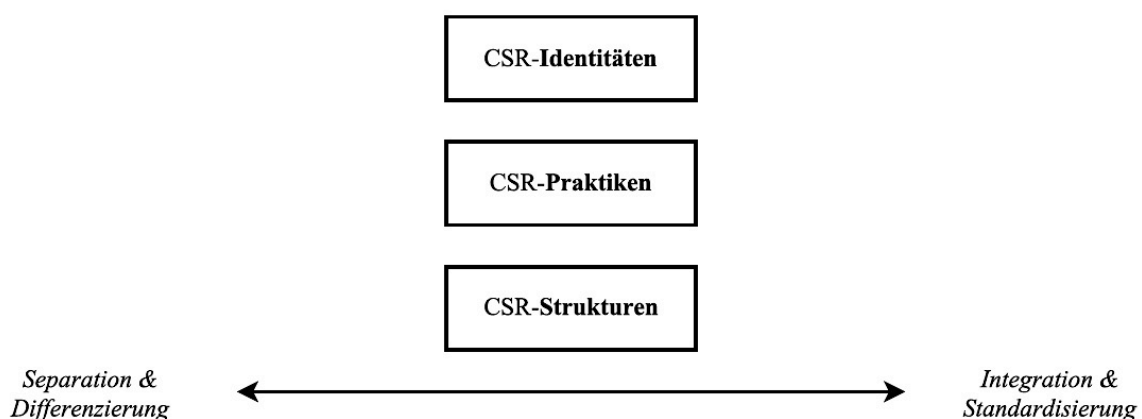 CSR-Identitäten
CSR-Praktiken
CSR-Strukturen
Separation &
Differenzierung
Integration &
Standardisierung